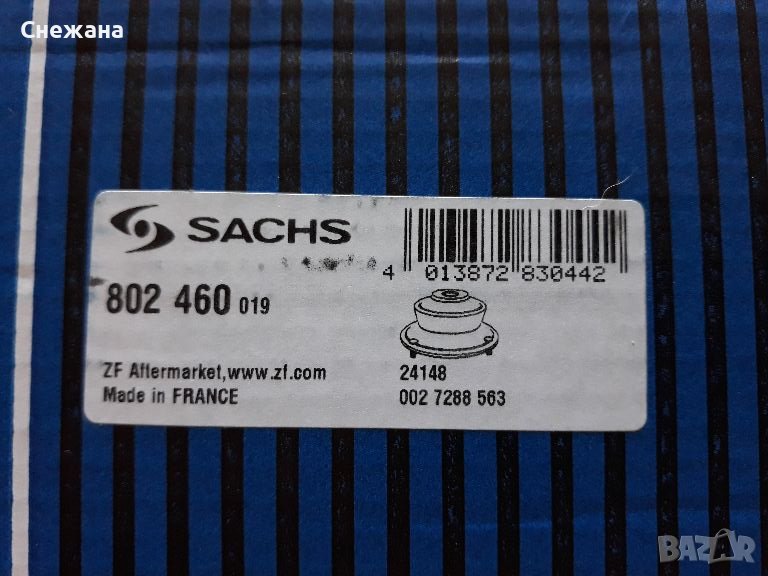 Снежана
SACHS
4 013872 830442
802 460 019
ZF Aftermarket,www.zf.com
Made in FRANCE
24148
002 7288 563
BAZAR